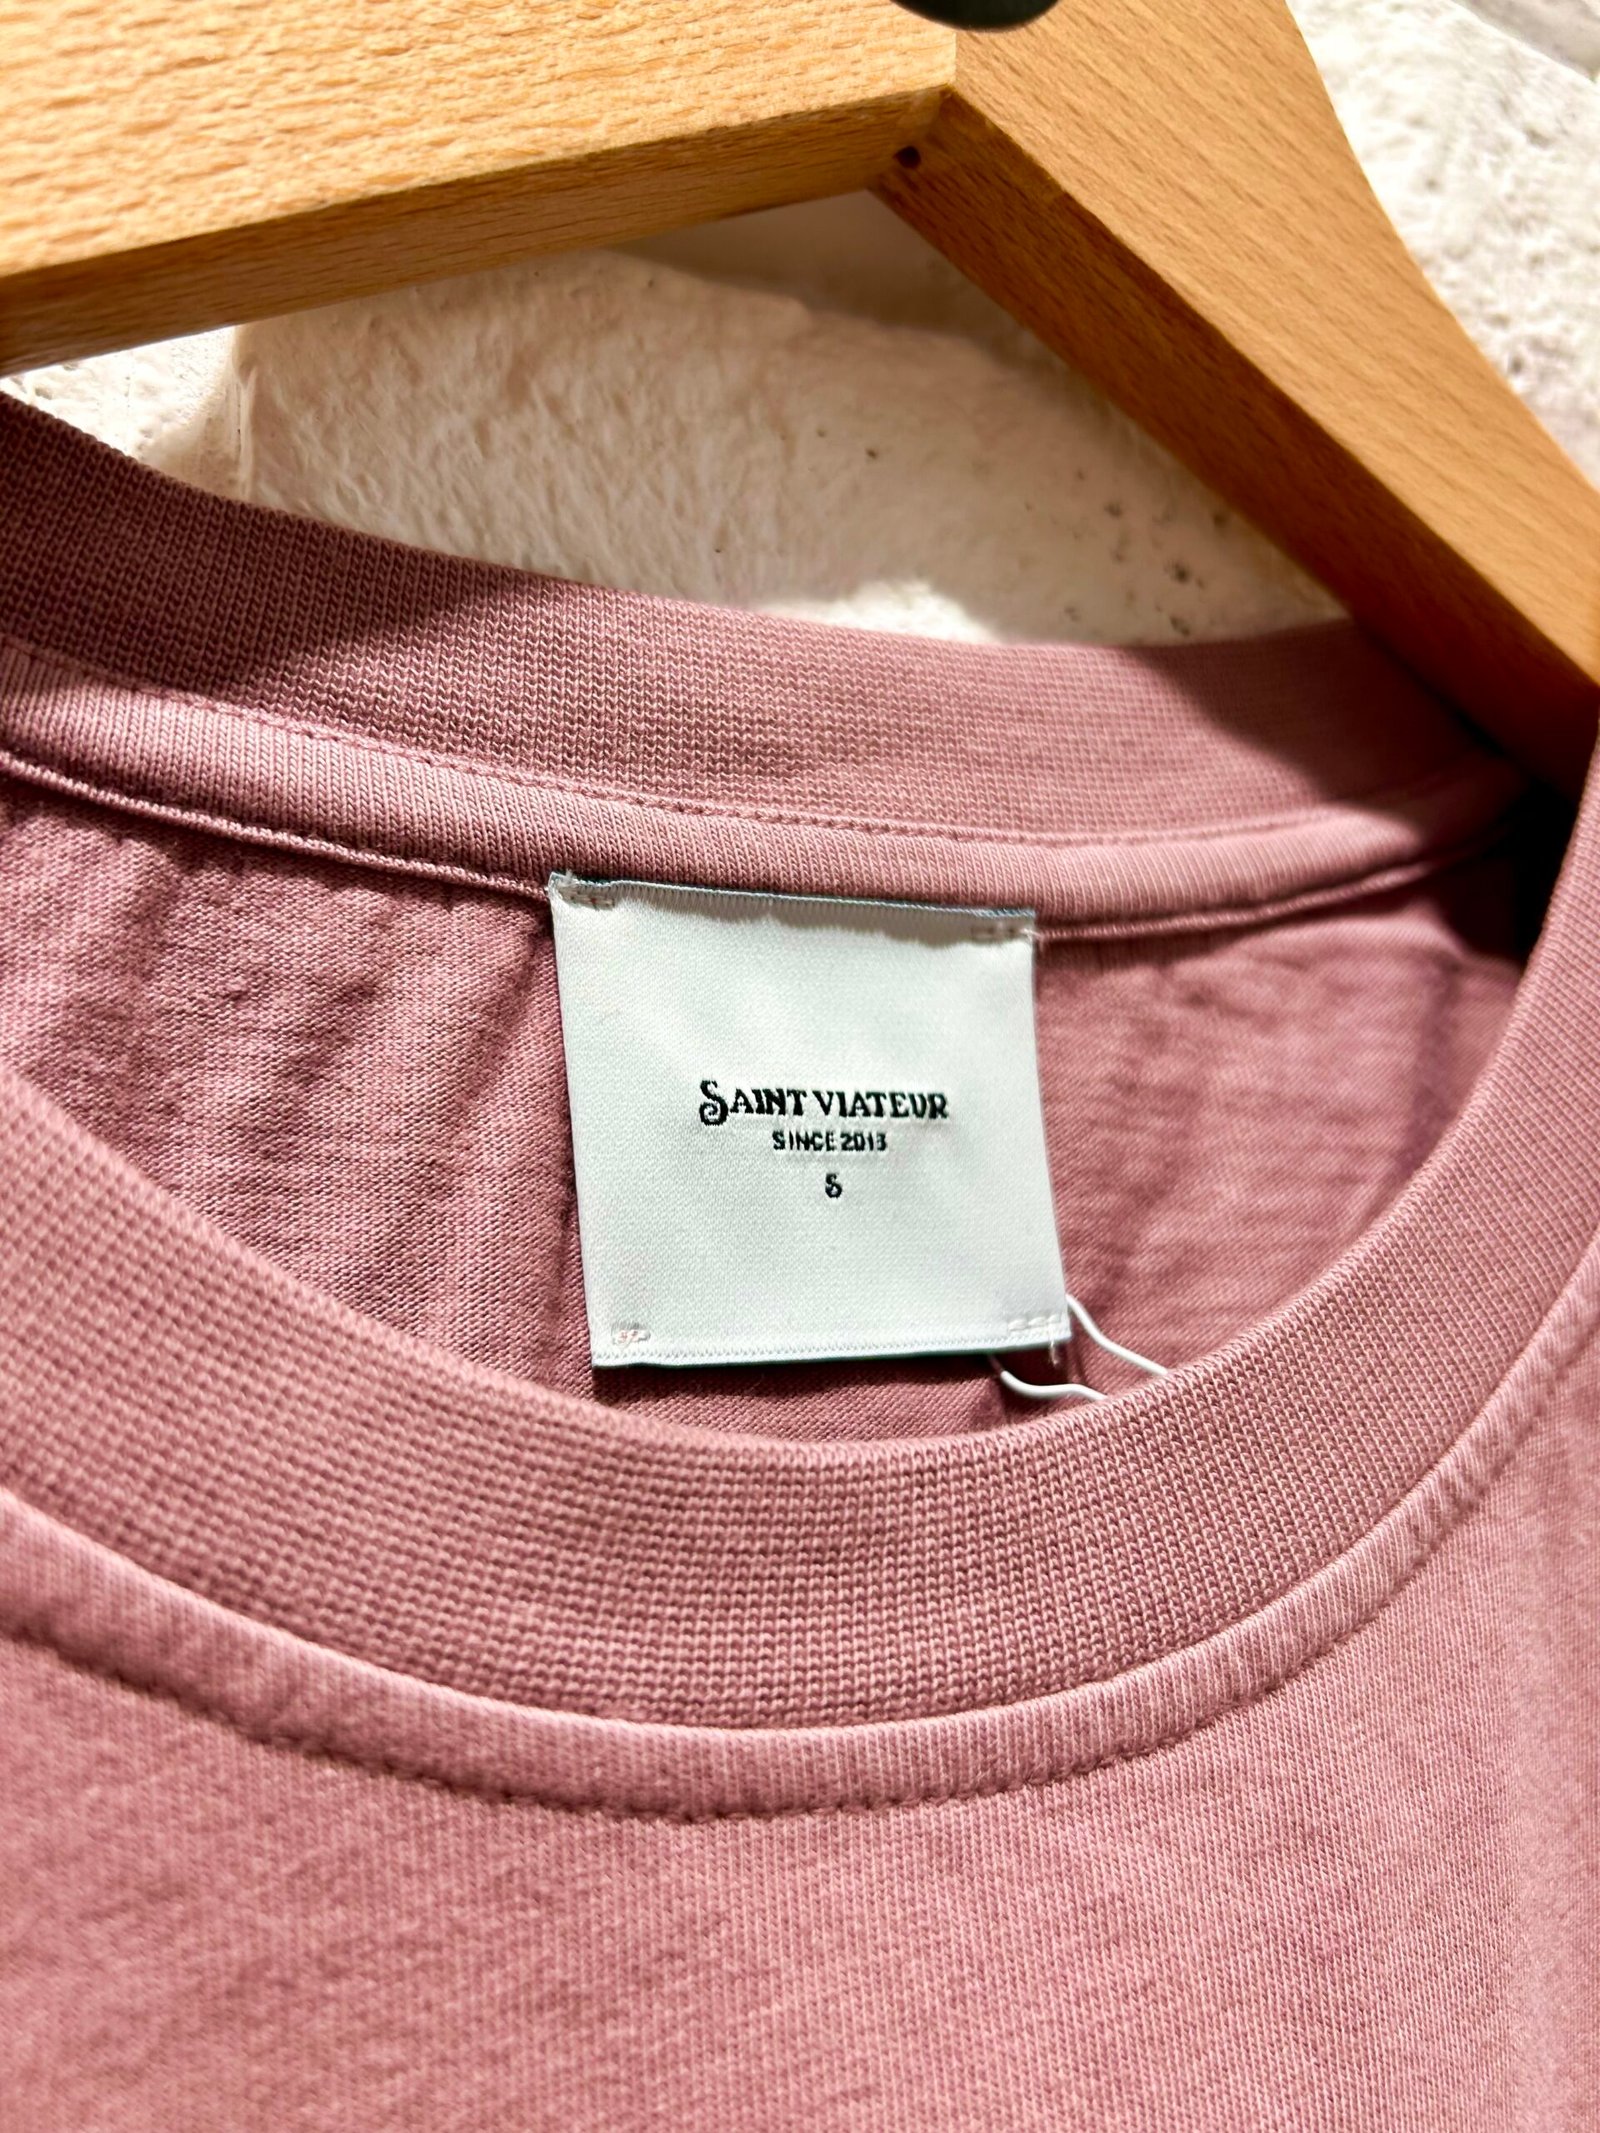 SAINT VIATEUR
SINCE 2013
S